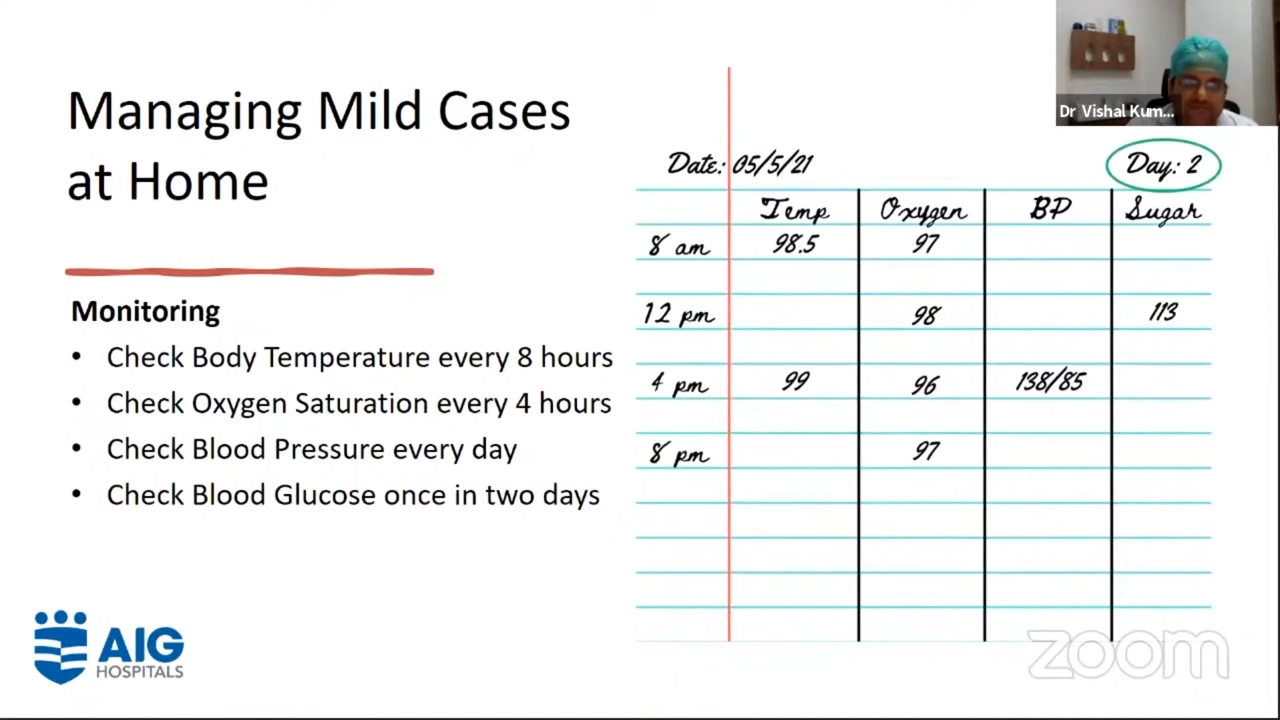 Managing Mild Cases
at Home
Monitoring
• Check Body Temperature every 8 hours
• Check Oxygen Saturation every 4 hours
• Check Blood Pressure every day
• Check Blood Glucose once in two days
AIG
HOSPITALS
Dr Vishal Kum...
Date: 05/5/21 Day: 2
Temp Oxygen BP Sugar
8 am 98.5 97
12 pm 98 113
4 pm 99 96 138/85
8 pm 97
zoom